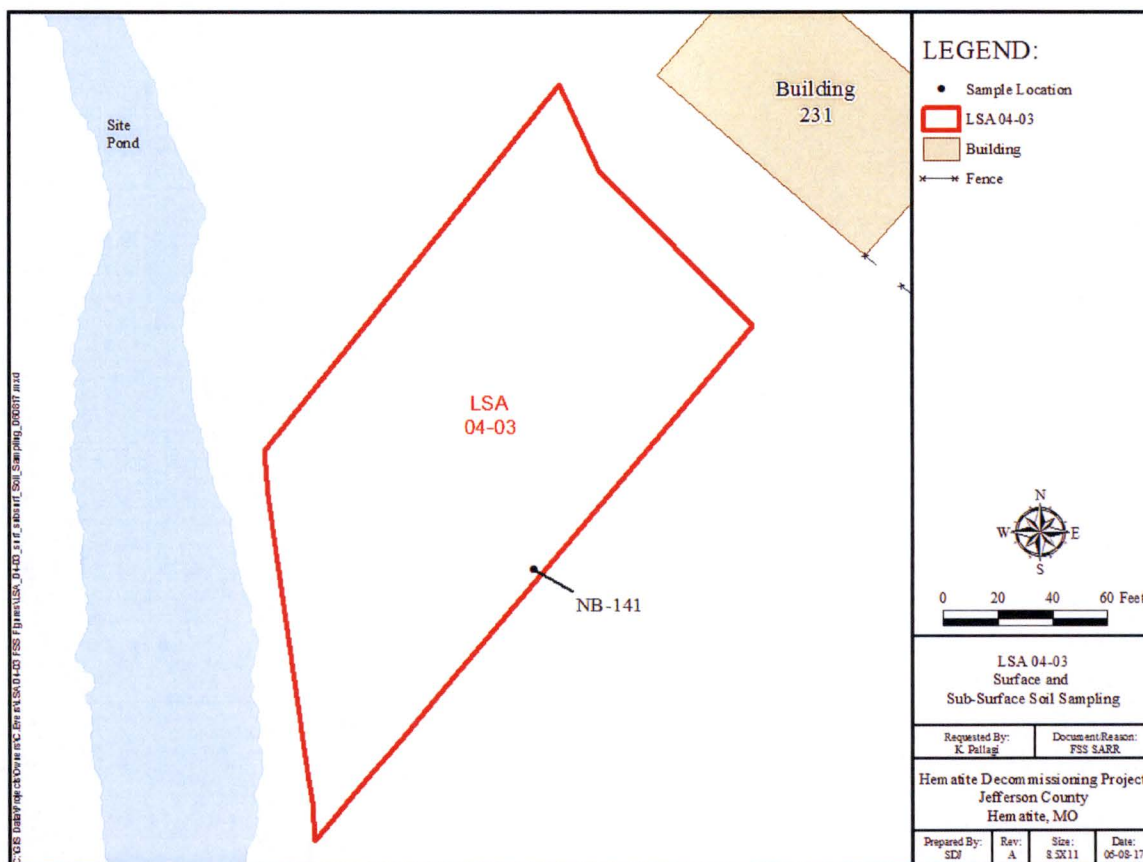 Site
Pond
Building
231
LSA
04-03
NB-141
LEGEND:
Sample Location
LSA 04-03
Building
Fence
N
W E
S
0 20 40 60 Feet
LSA 04-03
Surface and
Sub-Surface Soil Sampling
Requested By:
K. Pallagi
Document/Reason:
FSS SARR
Hematite Decommissioning Project
Jefferson County
Hematite, MO
Prepared By:
SDJ
Rev:
A
Size:
8.5X11
Date:
06-08-17